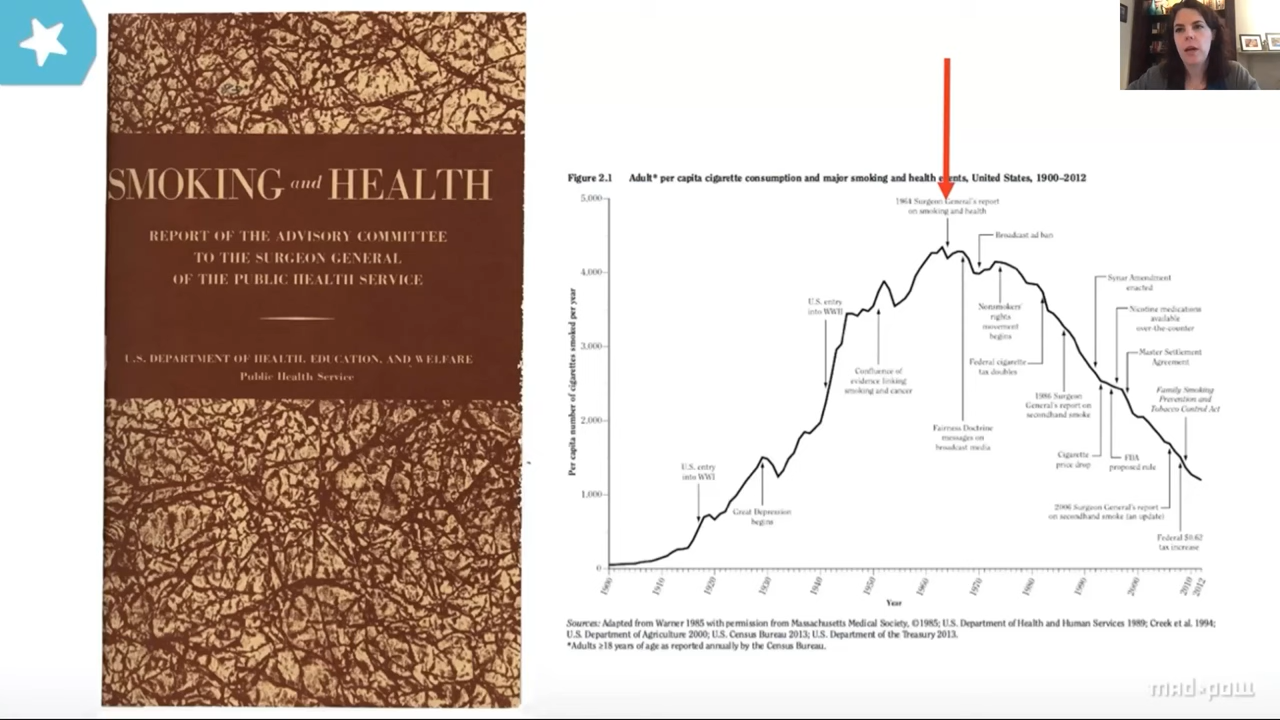 SMOKING and HEALTH
REPORT OF THE ADVISORY COMMITTEE
TO THE SURGEON GENERAL
OF THE PUBLIC HEALTH SERVICE
U.S. DEPARTMENT OF HEALTH, EDUCATION, AND WELFARE
Public Health Service
Figure 2.1 Adult* per capita cigarette consumption and major smoking and health events, United States, 1900–2012
Per capita number of cigarettes smoked per year
5,000
4,000
3,000
2,000
1,000
0
1964 Surgeon General's report
on smoking and health
Broadcast ad ban
Synar Amendment
enacted
U.S. entry
into WWII
Nonsmokers'
rights
movement
begins
Nicotine medications
available
over-the-counter
Master Settlement
Agreement
Confluence of
evidence linking
smoking and cancer
Federal cigarette
tax doubles
Family Smoking
Prevention and
Tobacco Control Act
1986 Surgeon
General's report on
secondhand smoke
Fairness Doctrine
messages on
broadcast media
Cigarette
price drop
FDA
proposed rule
U.S. entry
into WWI
Great Depression
begins
2006 Surgeon General's report
on secondhand smoke (an update)
Federal $0.62
tax increase
1900
1910
1920
1930
1940
1950
1960
1970
1980
1990
2000
2010
2012
Year
Sources: Adapted from Warner 1985 with permission from Massachusetts Medical Society, ©1985; U.S. Department of Health and Human Services 1989; Creek et al. 1994;
U.S. Department of Agriculture 2000; U.S. Census Bureau 2013; U.S. Department of the Treasury 2013.
*Adults ≥18 years of age as reported annually by the Census Bureau.
mad*pow